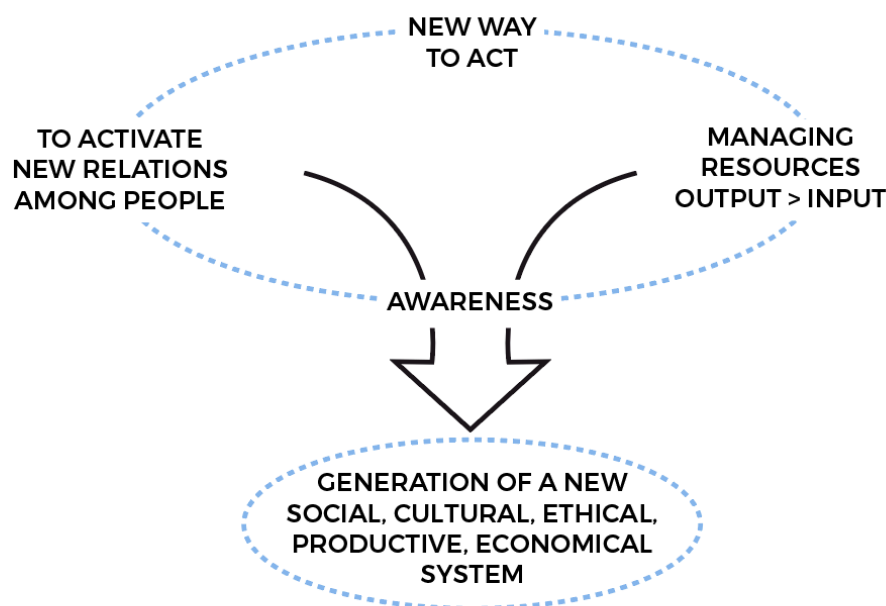 NEW WAY
TO ACT
TO ACTIVATE
NEW RELATIONS
AMONG PEOPLE
MANAGING
RESOURCES
OUTPUT > INPUT
AWARENESS
GENERATION OF A NEW
SOCIAL, CULTURAL, ETHICAL,
PRODUCTIVE, ECONOMICAL
SYSTEM